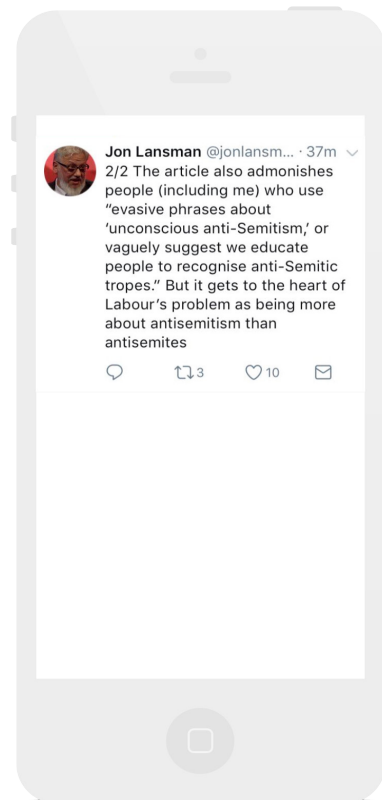 Jon Lansman @jonlansm... · 37m
2/2 The article also admonishes
people (including me) who use
“evasive phrases about
‘unconscious anti-Semitism,’ or
vaguely suggest we educate
people to recognise anti-Semitic
tropes.” But it gets to the heart of
Labour’s problem as being more
about antisemitism than
antisemites
3 10